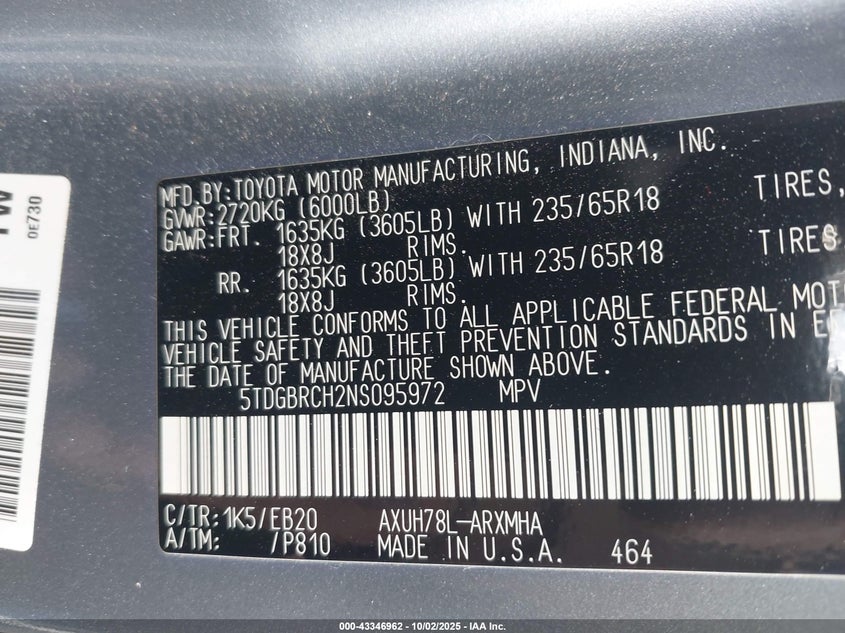 MFD.BY:TOYOTA MOTOR MANUFACTURING, INDIANA, INC.
GVWR:2720KG (6000LB)
GAWR:FRT. 1635KG (3605LB) WITH 235/65R18 TIRES,
18X8J RIMS.
RR. 1635KG (3605LB) WITH 235/65R18 TIRES
18X8J RIMS.
THIS VEHICLE CONFORMS TO ALL APPLICABLE FEDERAL MOT
VEHICLE SAFETY AND THEFT PREVENTION STANDARDS IN
THE DATE OF MANUFACTURE SHOWN ABOVE.
5TDGBRCH2NS095972 MPV
C/TR:1K5/EB20 AXUH78L-ARXMHA
A/TM: /P810 MADE IN U.S.A. 464
0E730
000-43346962 - 10/02/2025 - IAA Inc.